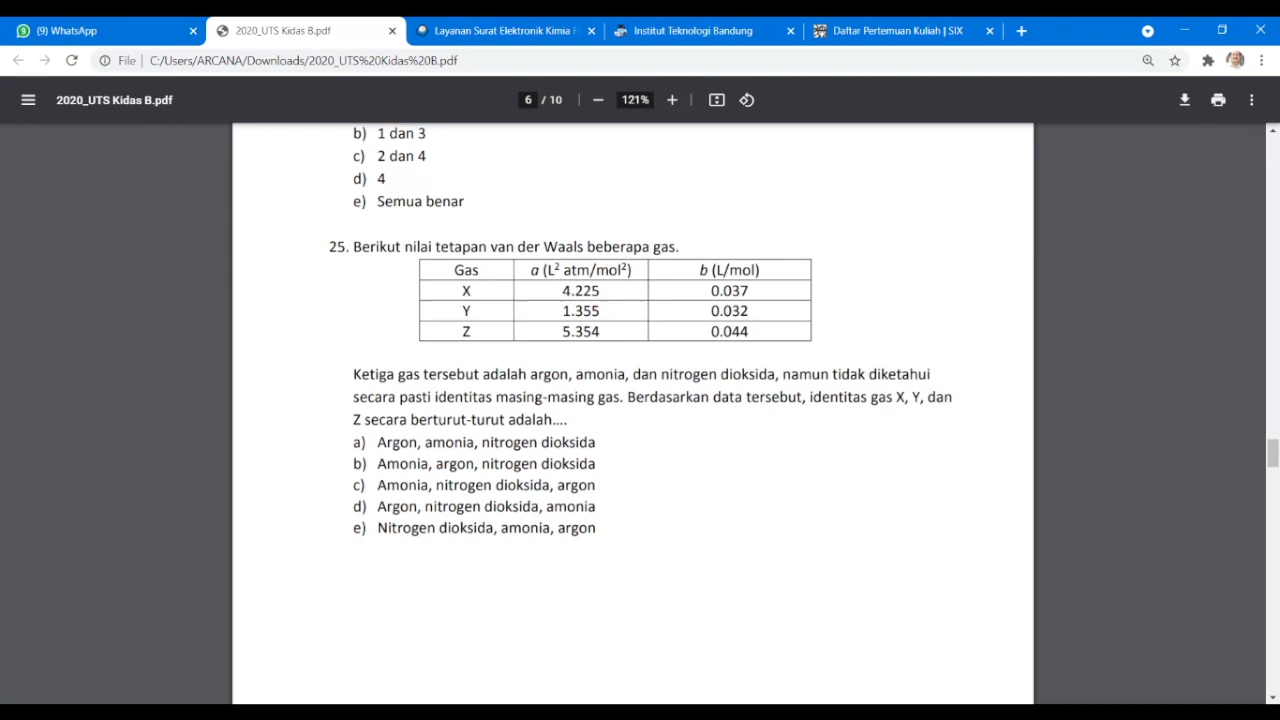 (9) WhatsApp
2020_UTS Kidas B.pdf
Layanan Surat Elektronik Kimia
Institut Teknologi Bandung
Daftar Pertemuan Kuliah | SIX
File | C:/Users/ARCANA/Downloads/2020_UTS%20Kidas%20B.pdf
2020_UTS Kidas B.pdf
6 / 10
121%
b) 1 dan 3
c) 2 dan 4
d) 4
e) Semua benar
25. Berikut nilai tetapan van der Waals beberapa gas.
Gas a (L² atm/mol²) b (L/mol)
X 4.225 0.037
Y 1.355 0.032
Z 5.354 0.044
Ketiga gas tersebut adalah argon, amonia, dan nitrogen dioksida, namun tidak diketahui
secara pasti identitas masing-masing gas. Berdasarkan data tersebut, identitas gas X, Y, dan
Z secara berturut-turut adalah....
a) Argon, amonia, nitrogen dioksida
b) Amonia, argon, nitrogen dioksida
c) Amonia, nitrogen dioksida, argon
d) Argon, nitrogen dioksida, amonia
e) Nitrogen dioksida, amonia, argon